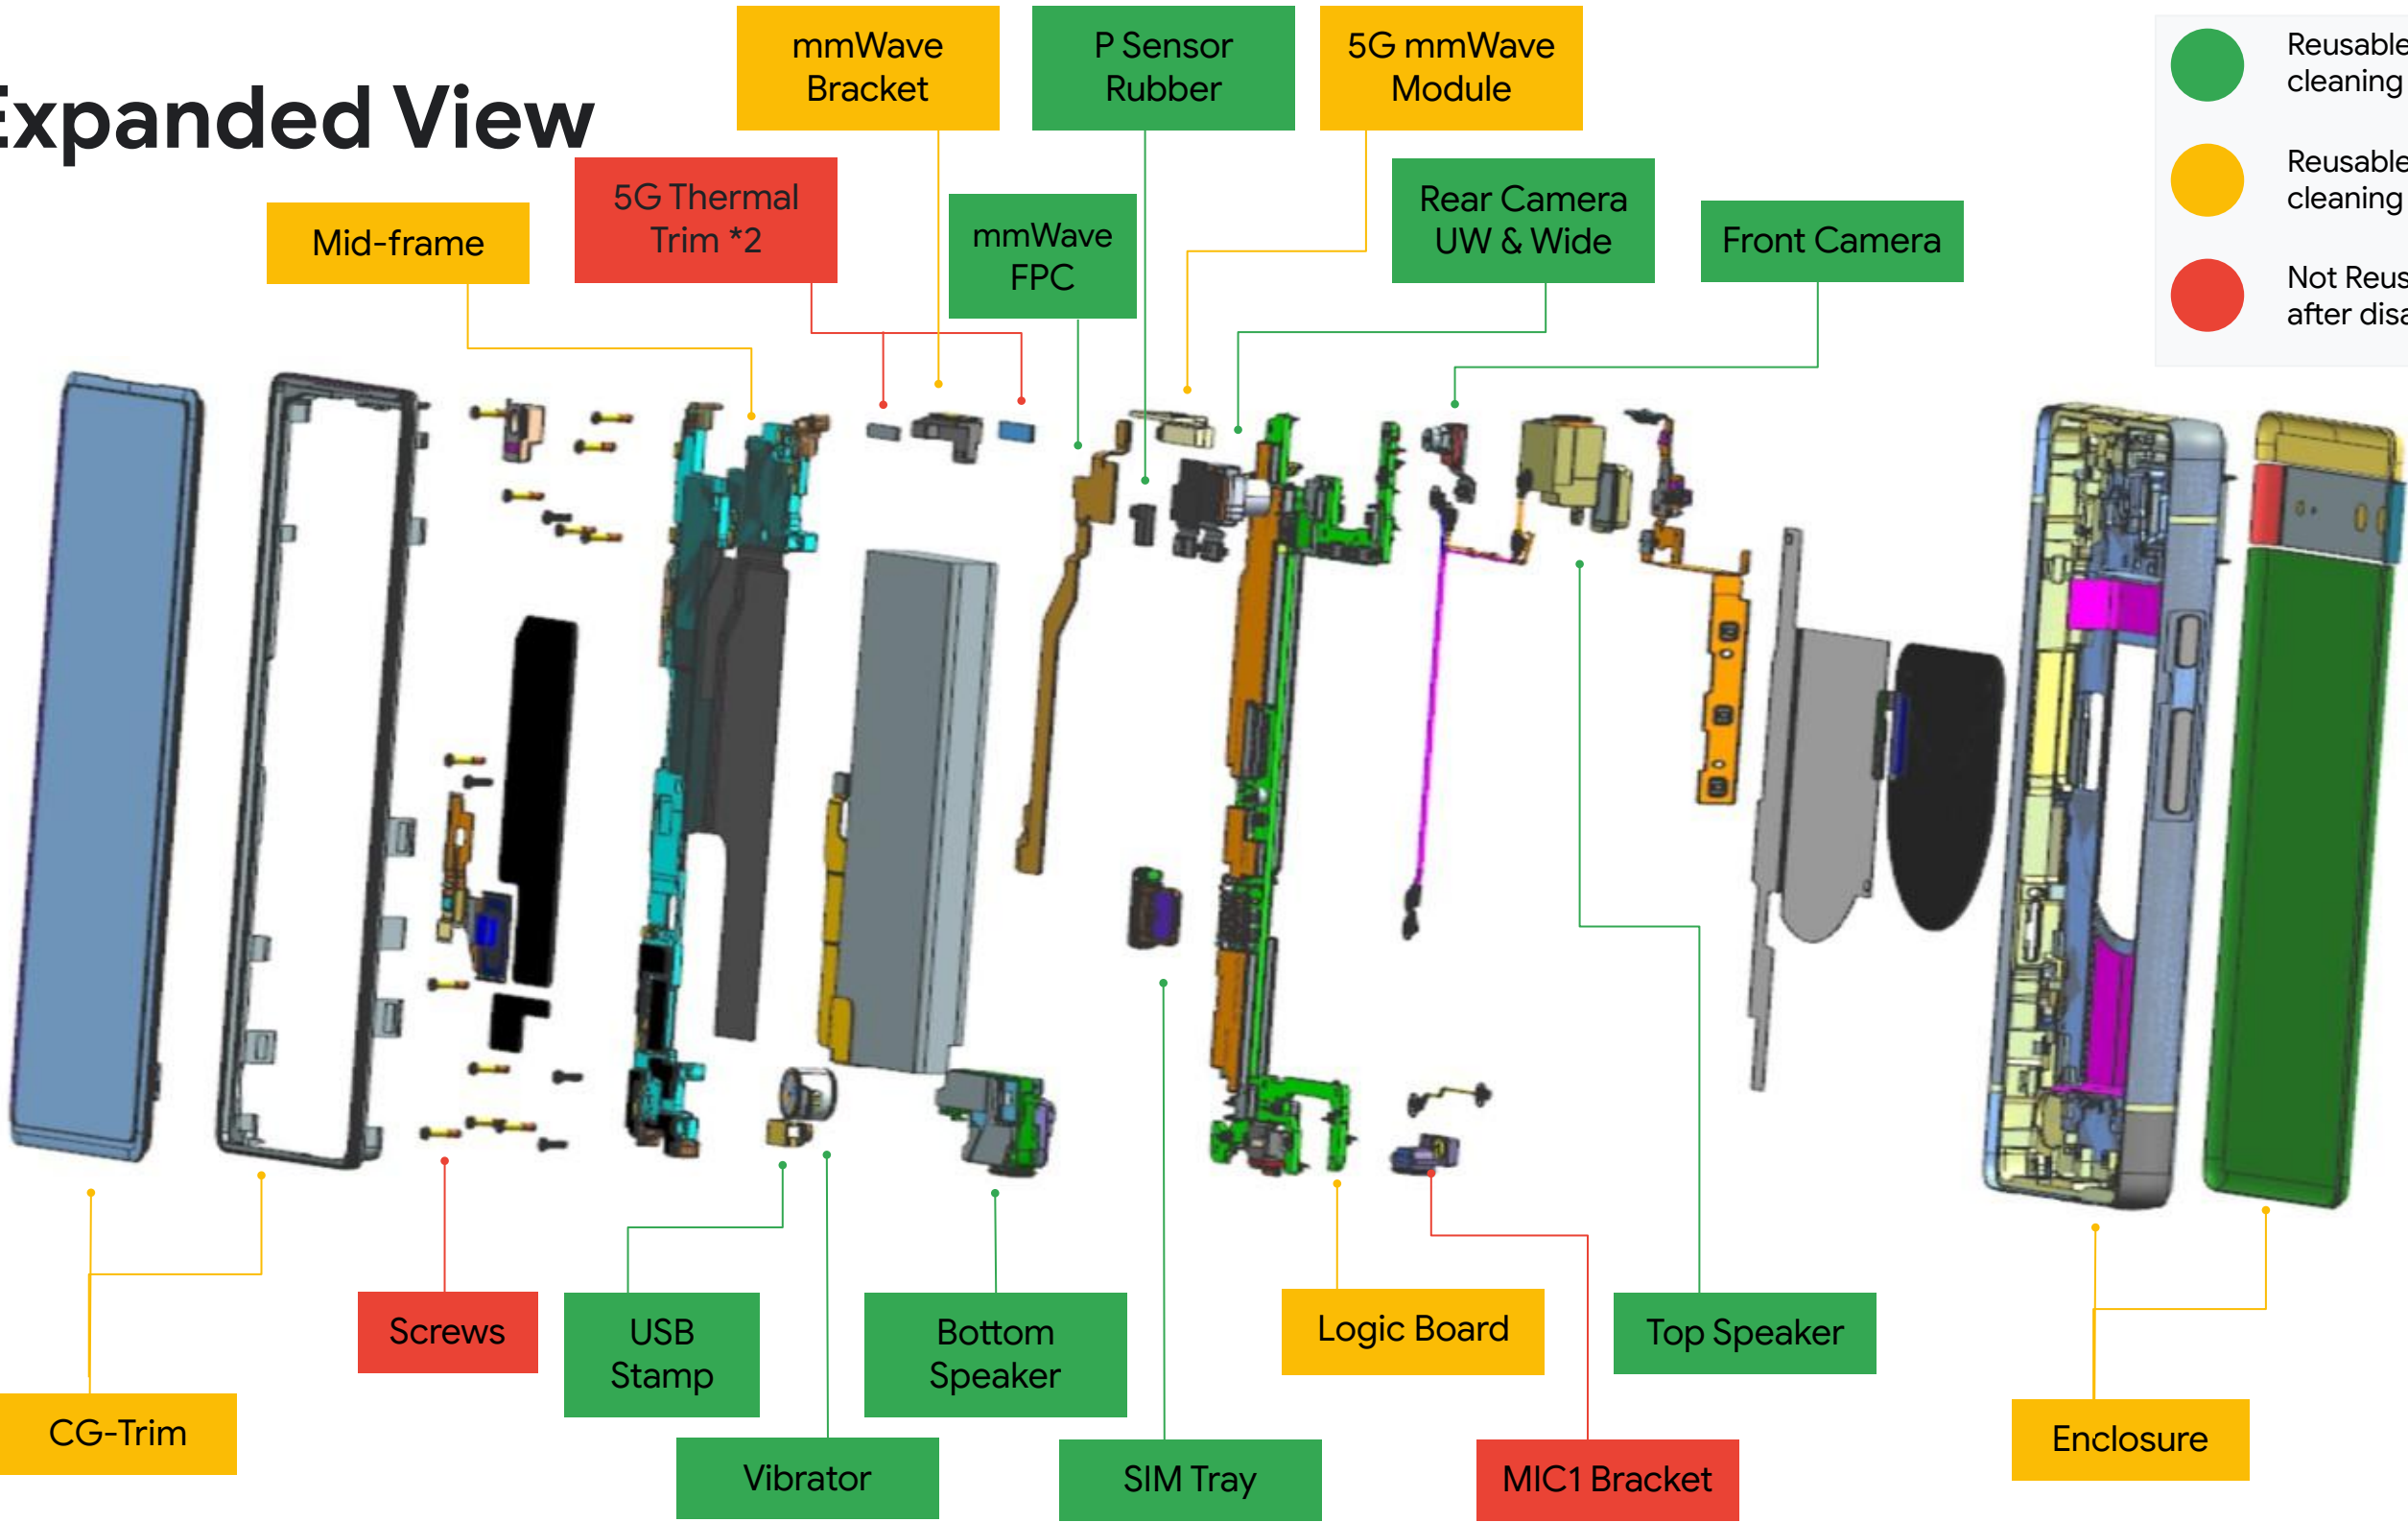 Expanded View
mmWave
Bracket
P Sensor
Rubber
5G mmWave
Module
Reusable
cleaning
Reusable
cleaning
Not Reus
after disa
5G Thermal
Trim *2
mmWave
FPC
Rear Camera
UW & Wide
Front Camera
Mid-frame
Screws
USB
Stamp
Bottom
Speaker
Logic Board
Top Speaker
CG-Trim
Vibrator
SIM Tray
MIC1 Bracket
Enclosure